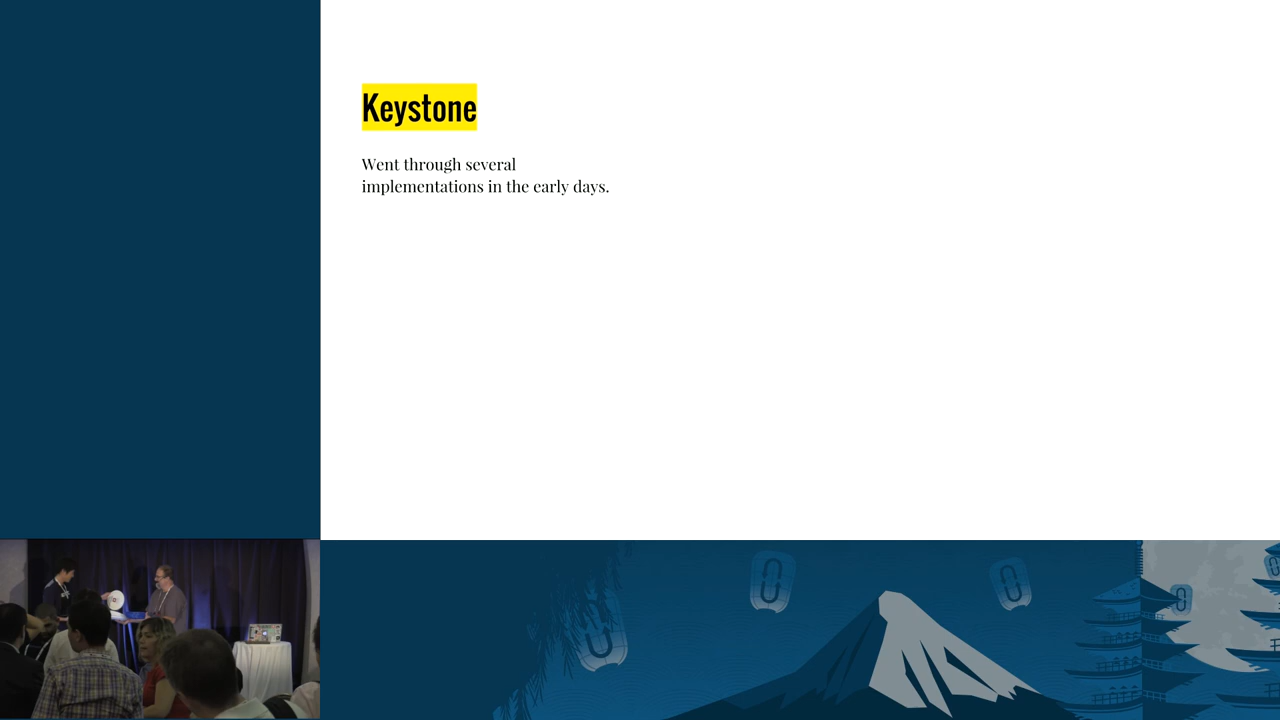 Keystone
Went through several
implementations in the early days.